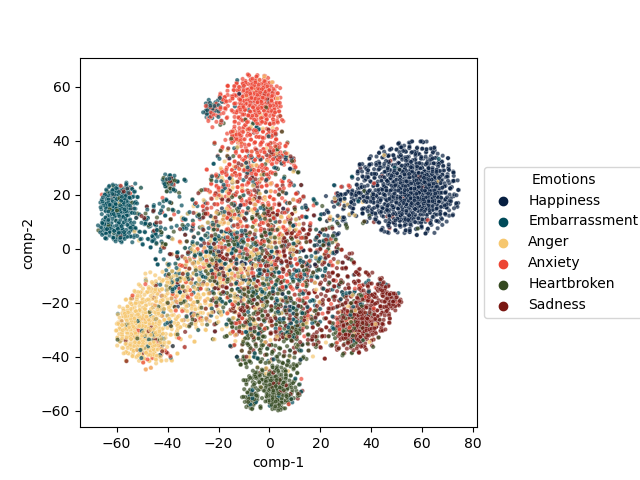 Emotions
Happiness
Embarrassment
Anger
Anxiety
Heartbroken
Sadness
comp-2
60
40
20
0
−20
−40
−60
−60 −40 −20 0 20 40 60 80
comp-1